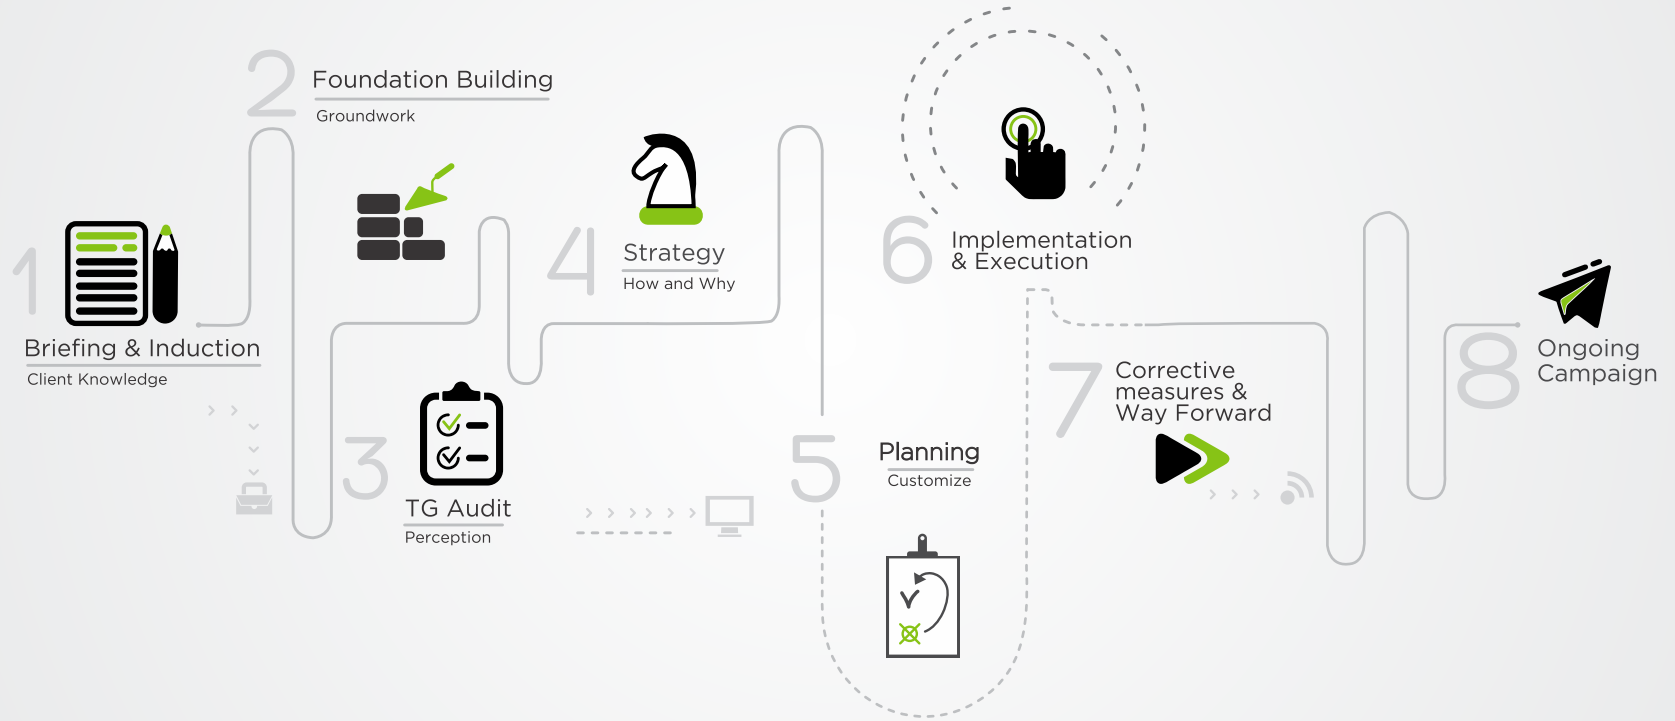 1
Briefing & Induction
Client Knowledge
2
Foundation Building
Groundwork
3
TG Audit
Perception
4
Strategy
How and Why
5
Planning
Customize
6
Implementation
& Execution
7
Corrective
measures &
Way Forward
8
Ongoing
Campaign